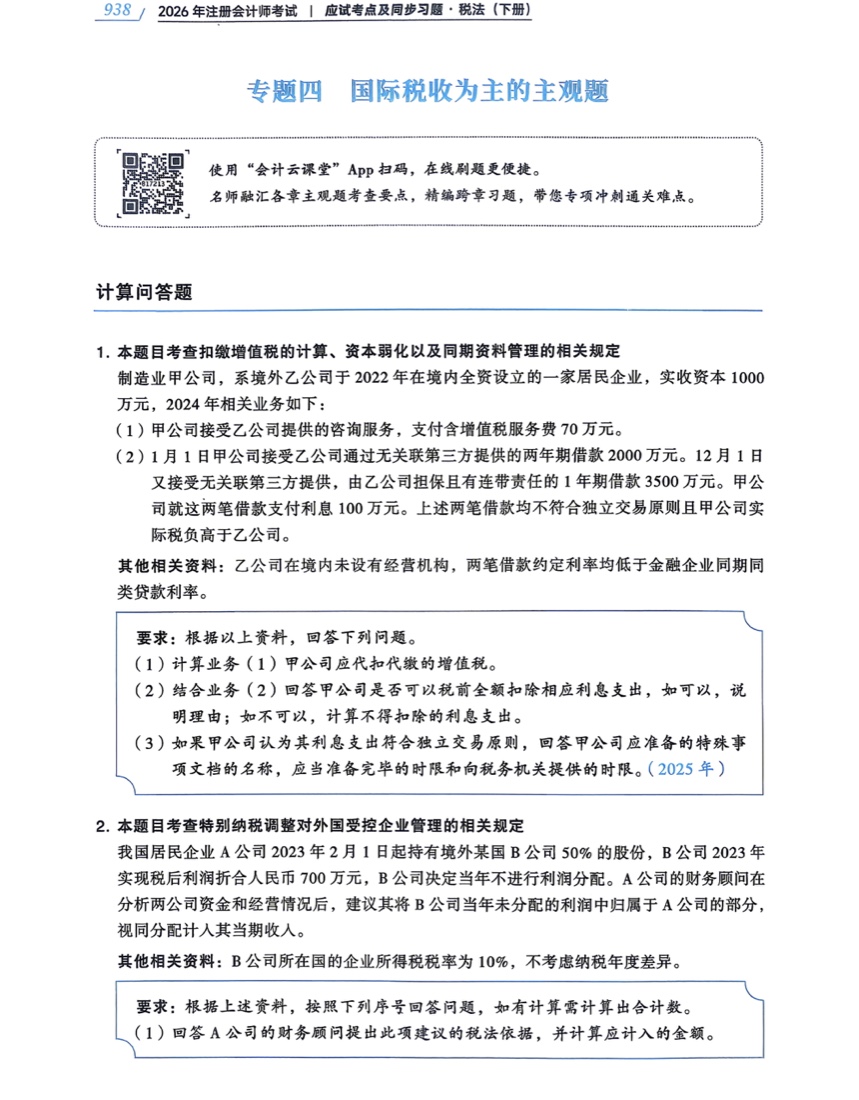 938 / 2026年注册会计师考试 | 应试考点及同步习题·税法（下册）
专题四 国际税收为主的主观题
使用“会计云课堂”App扫码，在线刷题更便捷。
817213
名师融汇各章主观题考查要点，精编跨章习题，带您专项冲刺通关难点。
计算问答题
1. 本题目考查扣缴增值税的计算、资本弱化以及同期资料管理的相关规定
制造业甲公司，系境外乙公司于2022年在境内全资设立的一家居民企业，实收资本1000
万元，2024年相关业务如下：
（1）甲公司接受乙公司提供的咨询服务，支付含增值税服务费70万元。
（2）1月1日甲公司接受乙公司通过无关联第三方提供的两年期借款2000万元。12月1日
又接受无关联第三方提供，由乙公司担保且有连带责任的1年期借款3500万元。甲公
司就这两笔借款支付利息100万元。上述两笔借款均不符合独立交易原则且甲公司实
际税负高于乙公司。
其他相关资料：乙公司在境内未设有经营机构，两笔借款约定利率均低于金融企业同期同
类贷款利率。
要求：根据以上资料，回答下列问题。
（1）计算业务（1）甲公司应代扣代缴的增值税。
（2）结合业务（2）回答甲公司是否可以税前全额扣除相应利息支出，如可以，说
明理由；如不可以，计算不得扣除的利息支出。
（3）如果甲公司认为其利息支出符合独立交易原则，回答甲公司应准备的特殊事
项文档的名称，应当准备完毕的时限和向税务机关提供的时限。（2025年）
2. 本题目考查特别纳税调整对外国受控企业管理的相关规定
我国居民企业A公司2023年2月1日起持有境外某国B公司50%的股份，B公司2023年
实现税后利润折合人民币700万元，B公司决定当年不进行利润分配。A公司的财务顾问在
分析两公司资金和经营情况后，建议其将B公司当年未分配的利润中归属于A公司的部分，
视同分配计入其当期收入。
其他相关资料：B公司所在国的企业所得税税率为10%，不考虑纳税年度差异。
要求：根据上述资料，按照下列序号回答问题，如有计算需计算出合计数。
（1）回答A公司的财务顾问提出此项建议的税法依据，并计算应计入的金额。